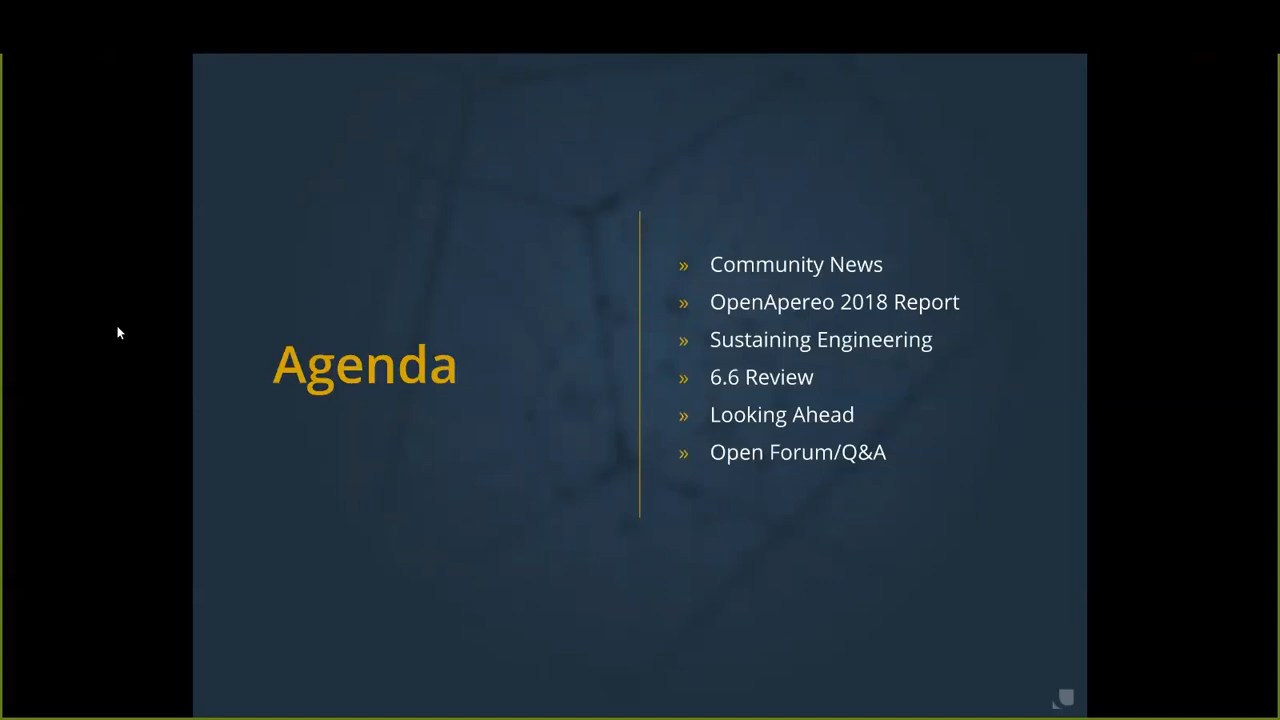 Agenda
» Community News
» OpenApereo 2018 Report
» Sustaining Engineering
» 6.6 Review
» Looking Ahead
» Open Forum/Q&A